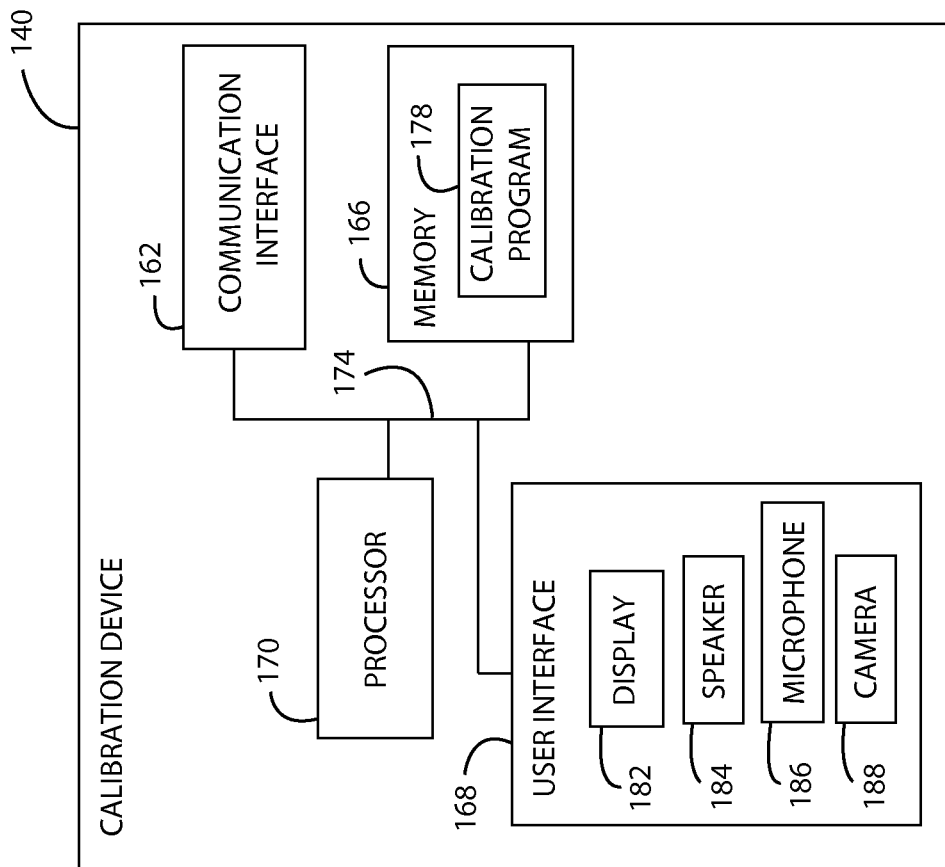 140
CALIBRATION DEVICE
170
PROCESSOR
162
COMMUNICATION
INTERFACE
174
166
MEMORY
178
CALIBRATION
PROGRAM
168
USER INTERFACE
182
DISPLAY
184
SPEAKER
186
MICROPHONE
188
CAMERA